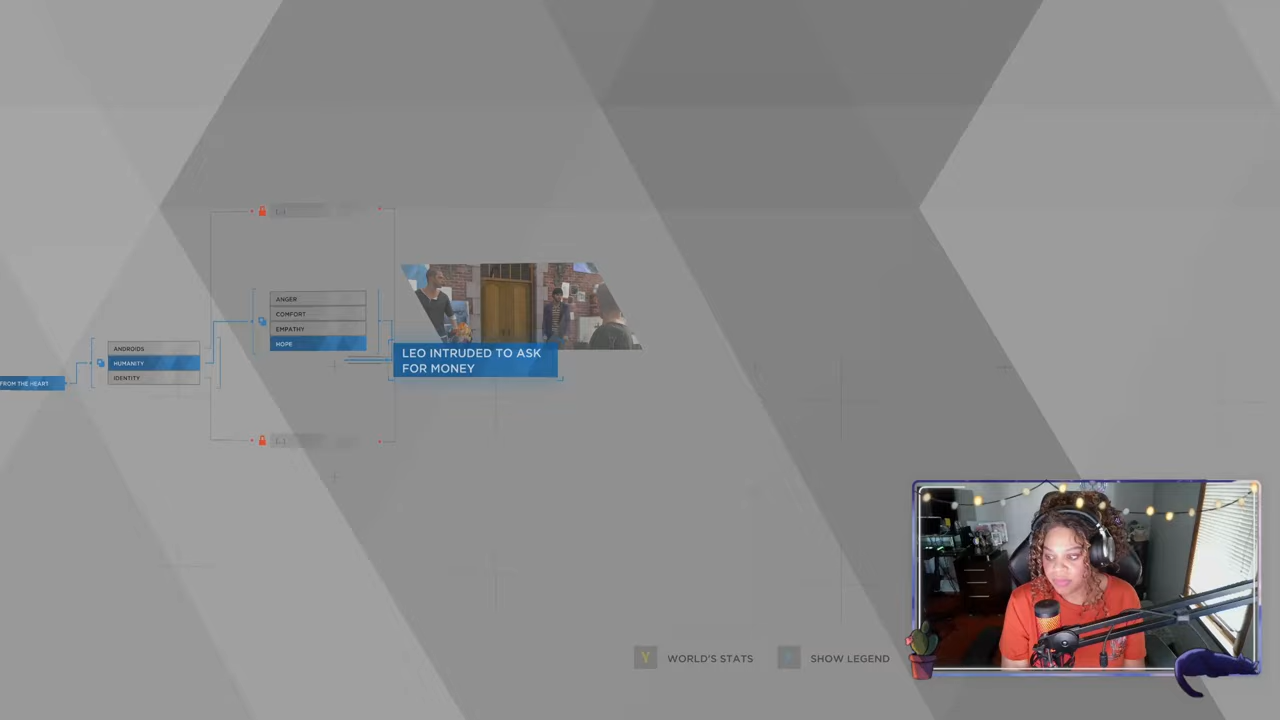 FROM THE HEART
ANDROIDS
HUMANITY
IDENTITY
ANGER
COMFORT
EMPATHY
HOPE
LEO INTRUDED TO ASK
FOR MONEY
Y WORLD'S STATS
SHOW LEGEND